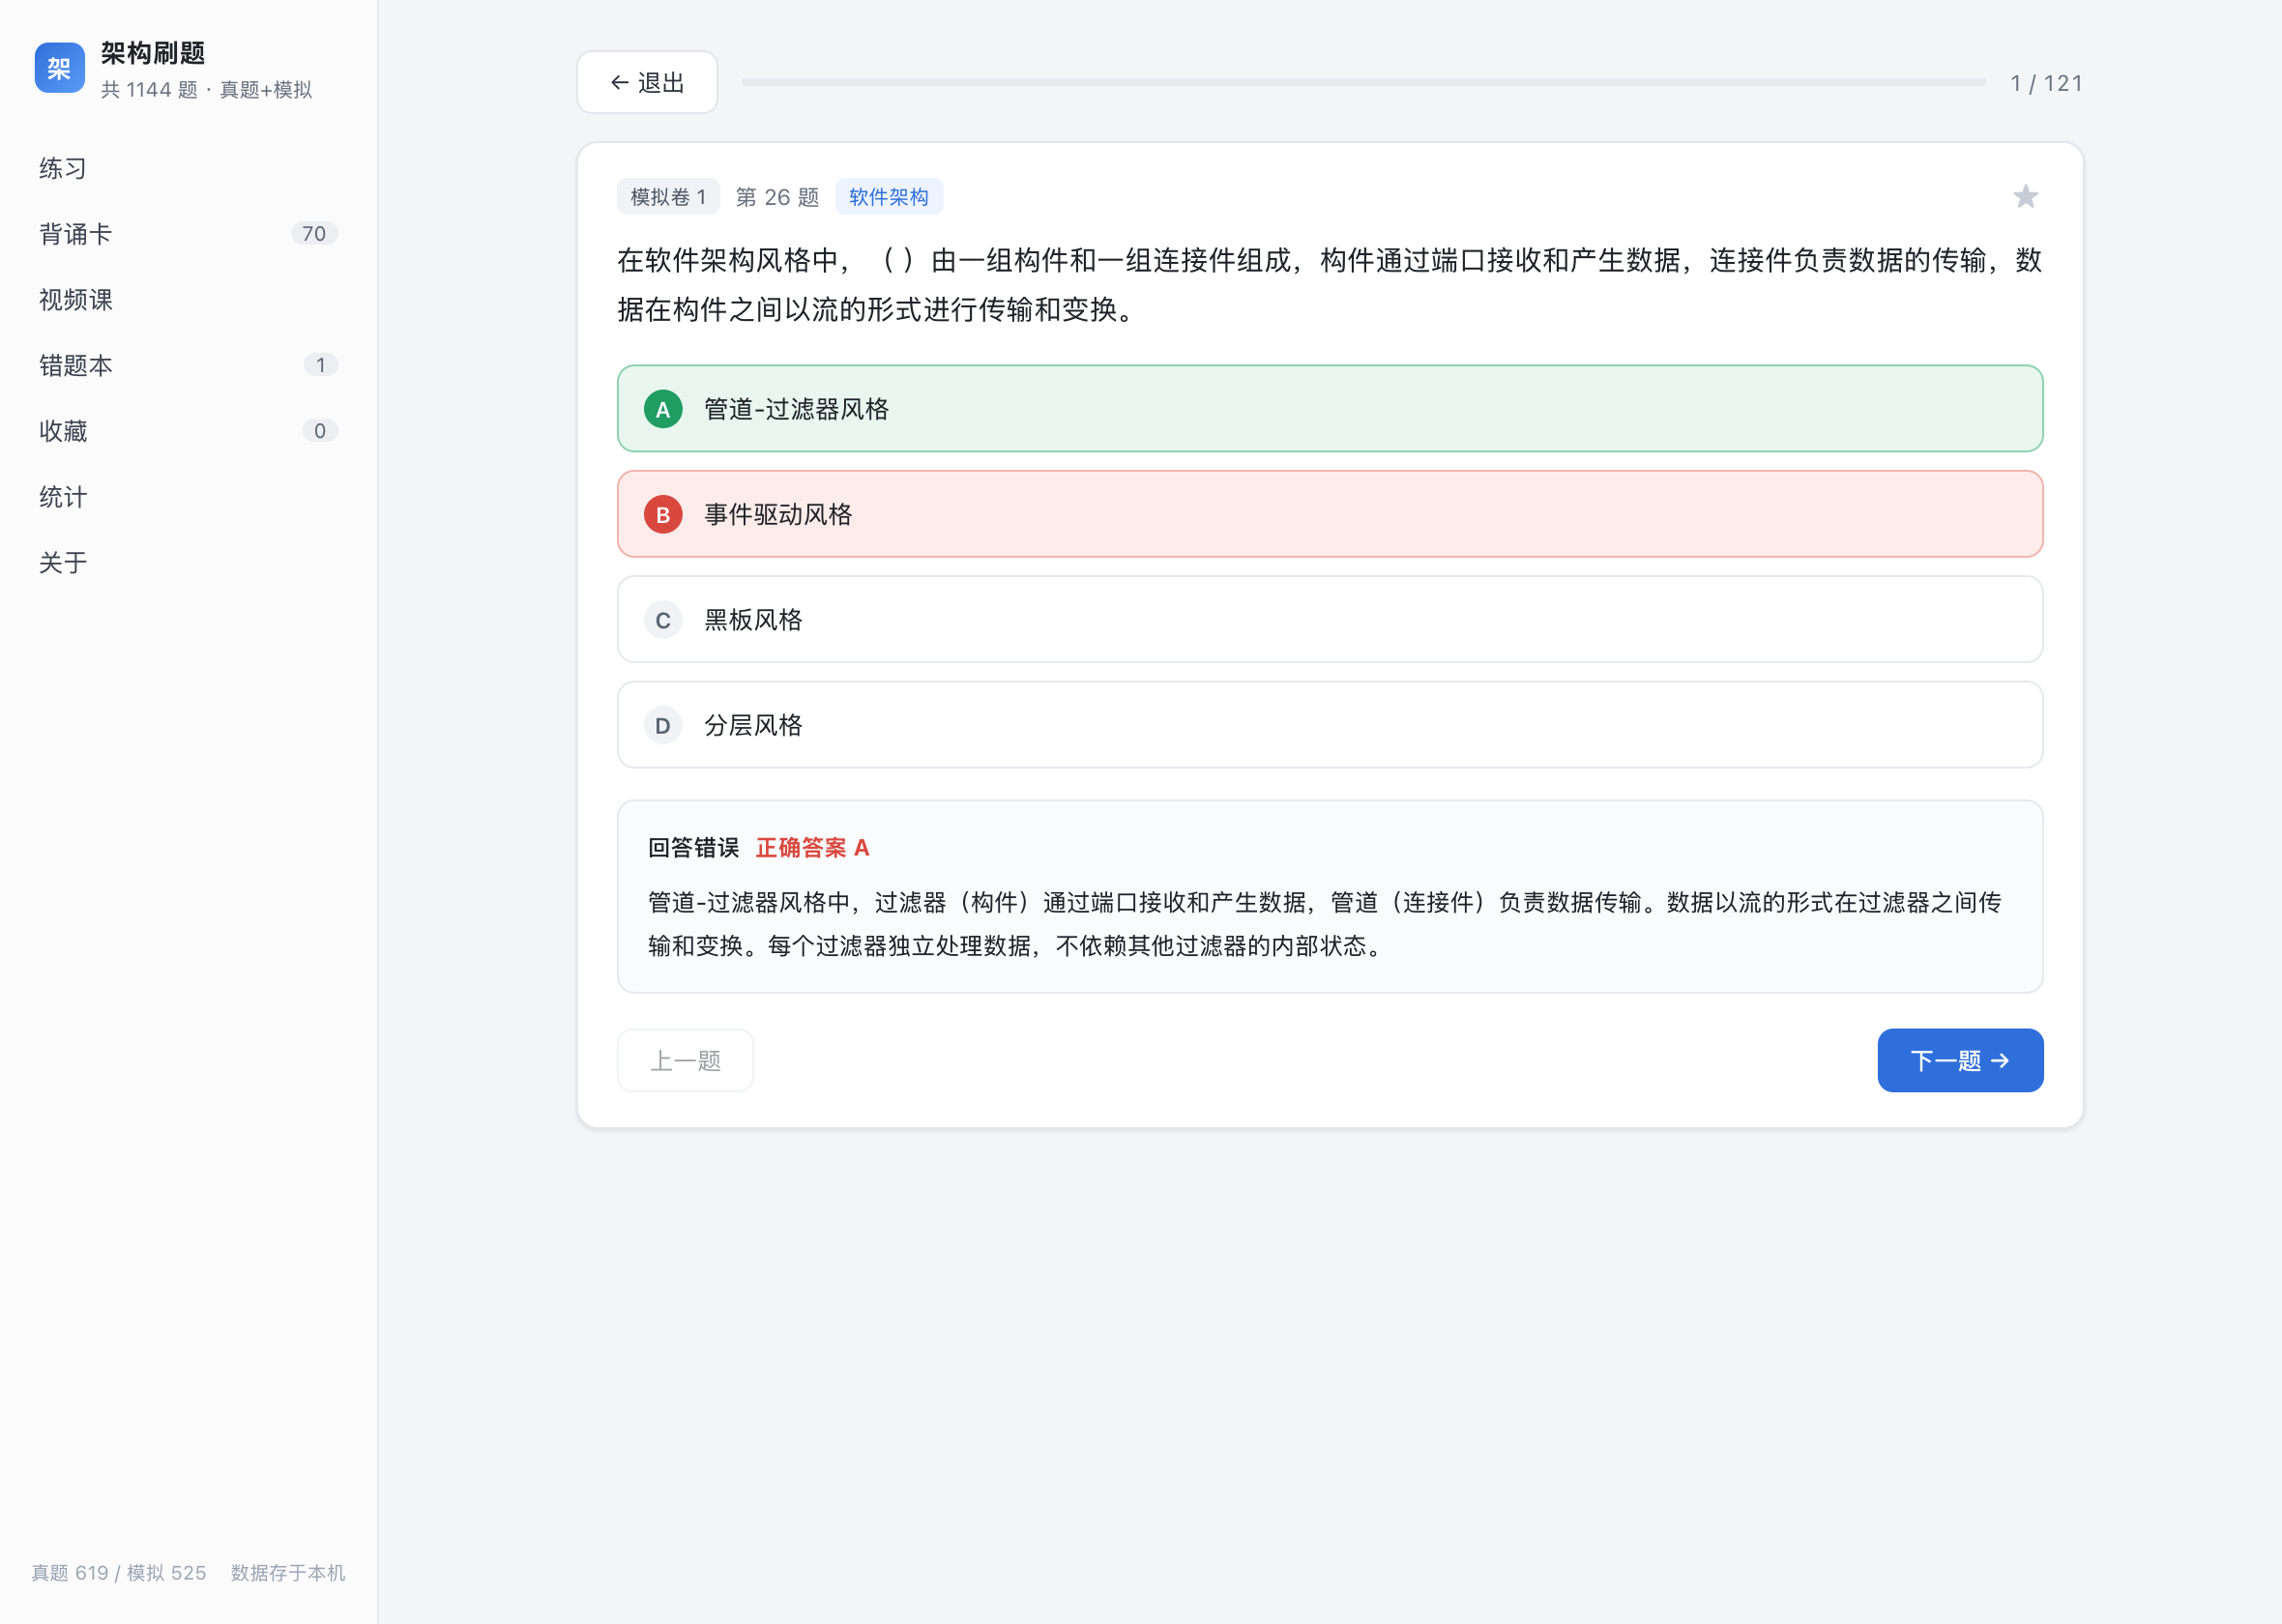 架
架构刷题
共 1144 题 · 真题+模拟
练习
背诵卡 70
视频课
错题本 1
收藏 0
统计
关于
真题 619 / 模拟 525 数据存于本机
← 退出
1 / 121
模拟卷 1 第 26 题 软件架构
在软件架构风格中，（ ）由一组构件和一组连接件组成，构件通过端口接收和产生数据，连接件负责数据的传输，数
据在构件之间以流的形式进行传输和变换。
A 管道-过滤器风格
B 事件驱动风格
C 黑板风格
D 分层风格
回答错误 正确答案 A
管道-过滤器风格中，过滤器（构件）通过端口接收和产生数据，管道（连接件）负责数据传输。数据以流的形式在过滤器之间传
输和变换。每个过滤器独立处理数据，不依赖其他过滤器的内部状态。
上一题
下一题 →